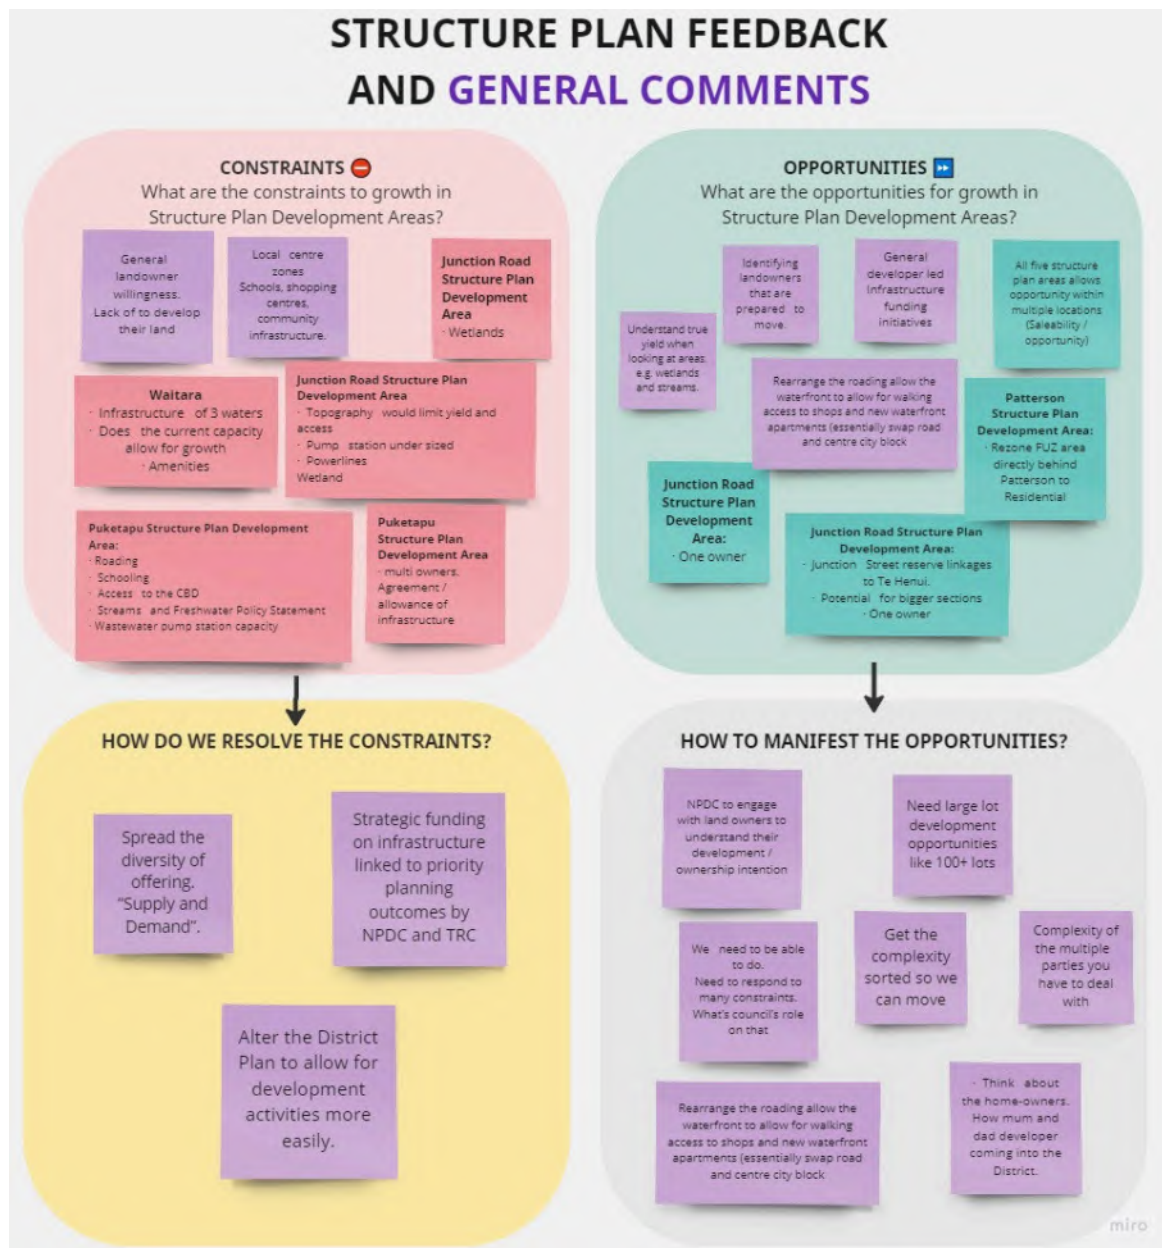 STRUCTURE PLAN FEEDBACK
AND GENERAL COMMENTS
CONSTRAINTS
What are the constraints to growth in
Structure Plan Development Areas?
General
landowner
willingness.
Lack of to develop
their land
Local centre
zones
Schools, shopping
centres,
community
infrastructure.
Junction Road
Structure Plan
Development
Area
· Wetlands
Waitara
· Infrastructure of 3 waters
· Does the current capacity
allow for growth
· Amenities
Junction Road Structure Plan
Development Area
· Topography would limit yield and
access
· Pump station under sized
· Powerlines
Wetland
Puketapu Structure Plan Development
Area:
· Roading
· Schooling
· Access to the CBD
· Streams and Freshwater Policy Statement
· Wastewater pump station capacity
Puketapu
Structure Plan
Development Area
· multi owners.
Agreement /
allowance of
infrastructure
OPPORTUNITIES
What are the opportunities for growth in
Structure Plan Development Areas?
Understand true
yield when
looking at areas.
e.g. wetlands
and streams.
Identifying
landowners
that are
prepared to
move.
General
developer led
Infrastructure
funding
initiatives
All five structure
plan areas allows
opportunity within
multiple locations
(Saleability /
opportunity)
Rearrange the roading allow the
waterfront to allow for walking
access to shops and new waterfront
apartments (essentially swap road
and centre city block
Patterson
Structure Plan
Development Area:
· Rezone FUZ area
directly behind
Patterson to
Residential
Junction Road
Structure Plan
Development
Area:
· One owner
Junction Road Structure Plan
Development Area:
· Junction Street reserve linkages
to Te Henui.
· Potential for bigger sections
· One owner
HOW DO WE RESOLVE THE CONSTRAINTS?
Spread the
diversity of
offering.
"Supply and
Demand".
Strategic funding
on infrastructure
linked to priority
planning
outcomes by
NPDC and TRC
Alter the District
Plan to allow for
development
activities more
easily.
HOW TO MANIFEST THE OPPORTUNITIES?
NPDC to engage
with land owners to
understand their
development /
ownership intention
Need large lot
development
opportunities
like 100+ lots
We need to be able
to do.
Need to respond to
many constraints.
What's council's role
on that
Get the
complexity
sorted so we
can move
Complexity of
the multiple
parties you
have to deal
with
Rearrange the roading allow the
waterfront to allow for walking
access to shops and new waterfront
apartments (essentially swap road
and centre city block
· Think about
the home-owners.
How mum and
dad developer
coming into the
District.
miro